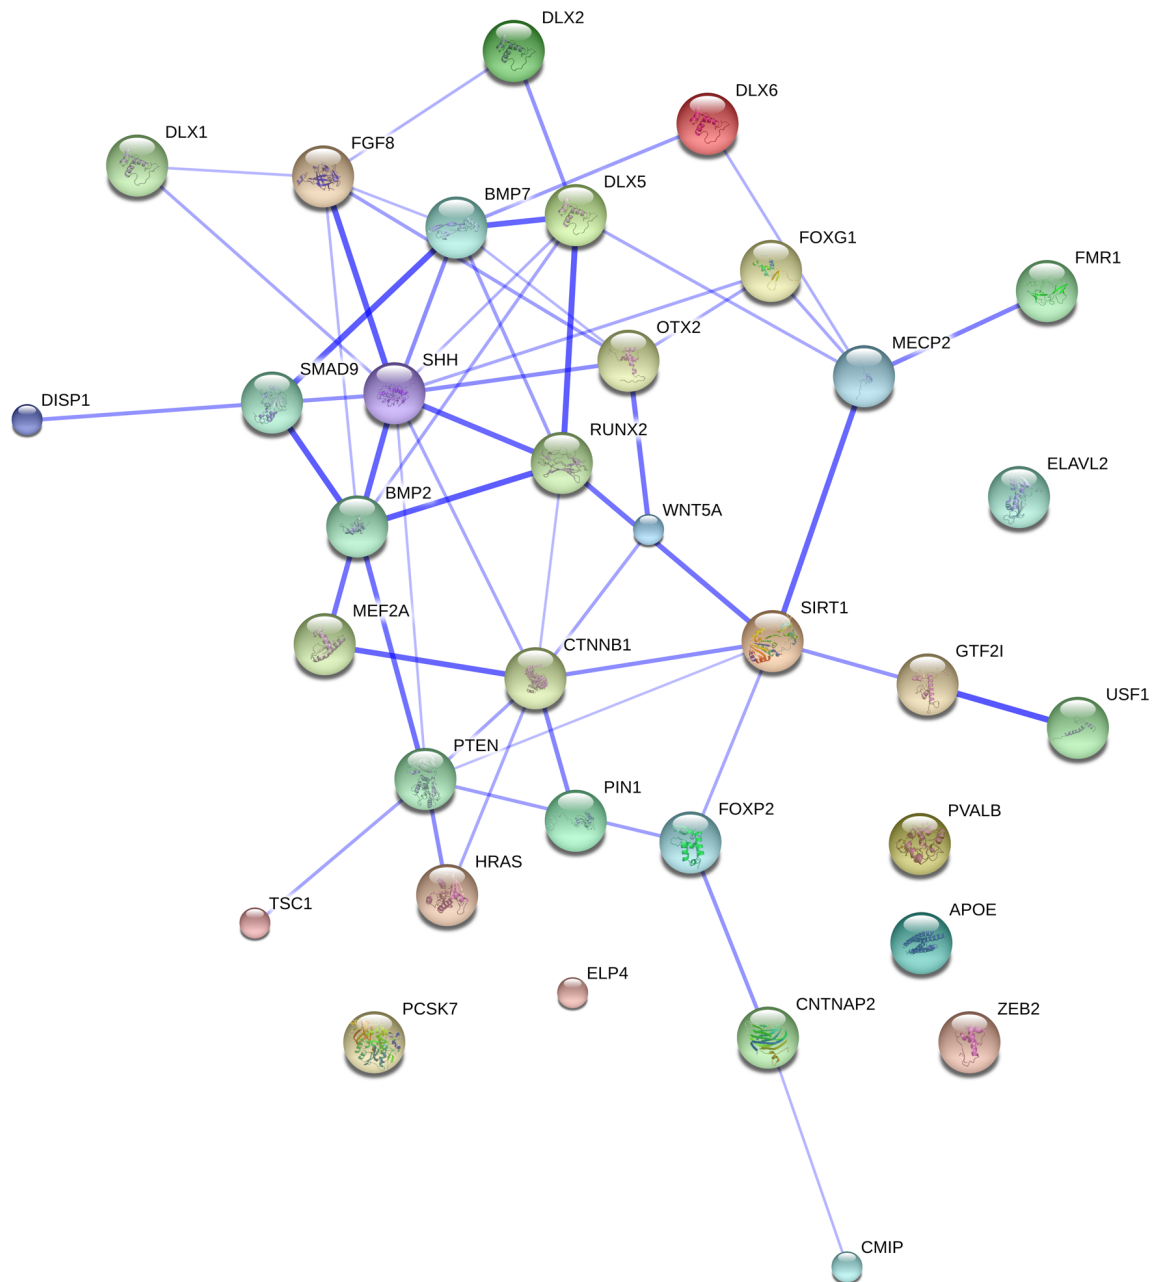 DLX2
DLX6
DLX1
FGF8
BMP7
DLX5
FOXG1
FMR1
OTX2
MECP2
SMAD9
SHH
DISP1
RUNX2
ELAVL2
BMP2
WNT5A
MEF2A
SIRT1
CTNNB1
GTF2I
USF1
PTEN
PIN1
FOXP2
PVALB
HRAS
TSC1
APOE
ELP4
PCSK7
CNTNAP2
ZEB2
CMIP